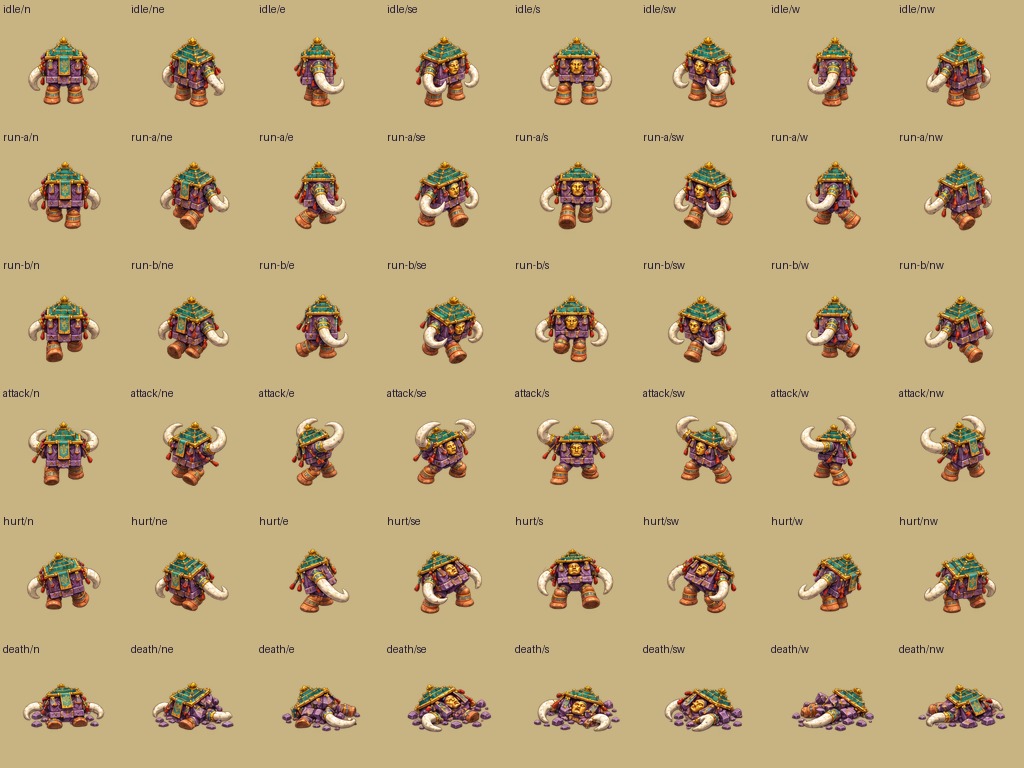 idle/n idle/ne idle/e idle/se idle/s idle/sw idle/w idle/nw
run-a/n run-a/ne run-a/e run-a/se run-a/s run-a/sw run-a/w run-a/nw
run-b/n run-b/ne run-b/e run-b/se run-b/s run-b/sw run-b/w run-b/nw
attack/n attack/ne attack/e attack/se attack/s attack/sw attack/w attack/nw
hurt/n hurt/ne hurt/e hurt/se hurt/s hurt/sw hurt/w hurt/nw
death/n death/ne death/e death/se death/s death/sw death/w death/nw